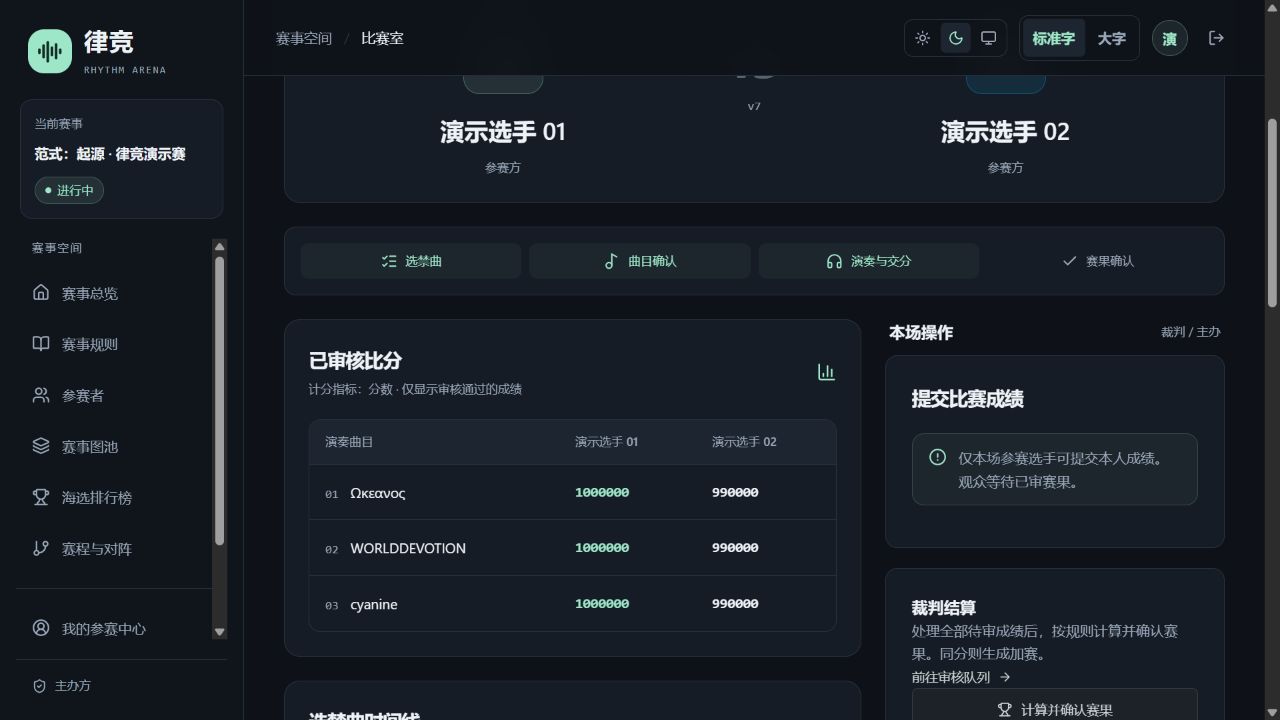 律竞
RHYTHM ARENA
当前赛事
范式：起源 · 律竞演示赛
进行中
赛事空间
赛事总览
赛事规则
参赛者
赛事图池
海选排行榜
赛程与对阵
我的参赛中心
主办方
赛事空间 / 比赛室
标准字 大字 演
v7
演示选手 01
参赛方
演示选手 02
参赛方
选禁曲
曲目确认
演奏与交分
赛果确认
已审核比分
计分指标：分数 · 仅显示审核通过的成绩
演奏曲目 演示选手 01 演示选手 02
01 Ωκεανος 1000000 990000
02 WORLDDEVOTION 1000000 990000
03 cyanine 1000000 990000
本场操作 裁判 / 主办
提交比赛成绩
仅本场参赛选手可提交本人成绩。
观众等待已审赛果。
裁判结算
处理全部待审成绩后，按规则计算并确认赛
果。同分则生成加赛。
前往审核队列 →
计算并确认赛果
选禁曲时间线